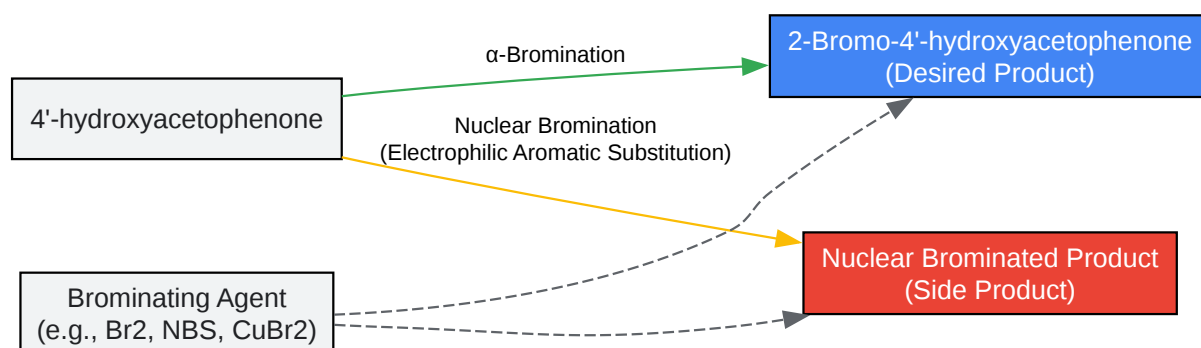 2-Bromo-4'-hydroxyacetophenone
(Desired Product)
α-Bromination
4'-hydroxyacetophenone
Nuclear Bromination
(Electrophilic Aromatic Substitution)
Nuclear Brominated Product
(Side Product)
Brominating Agent
(e.g., Br2, NBS, CuBr2)